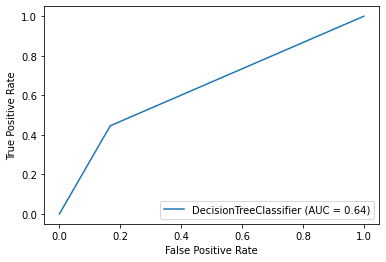 1.0
0.8
0.6
0.4
0.2
0.0
True Positive Rate
DecisionTreeClassifier (AUC = 0.64)
0.0 0.2 0.4 0.6 0.8 1.0
False Positive Rate